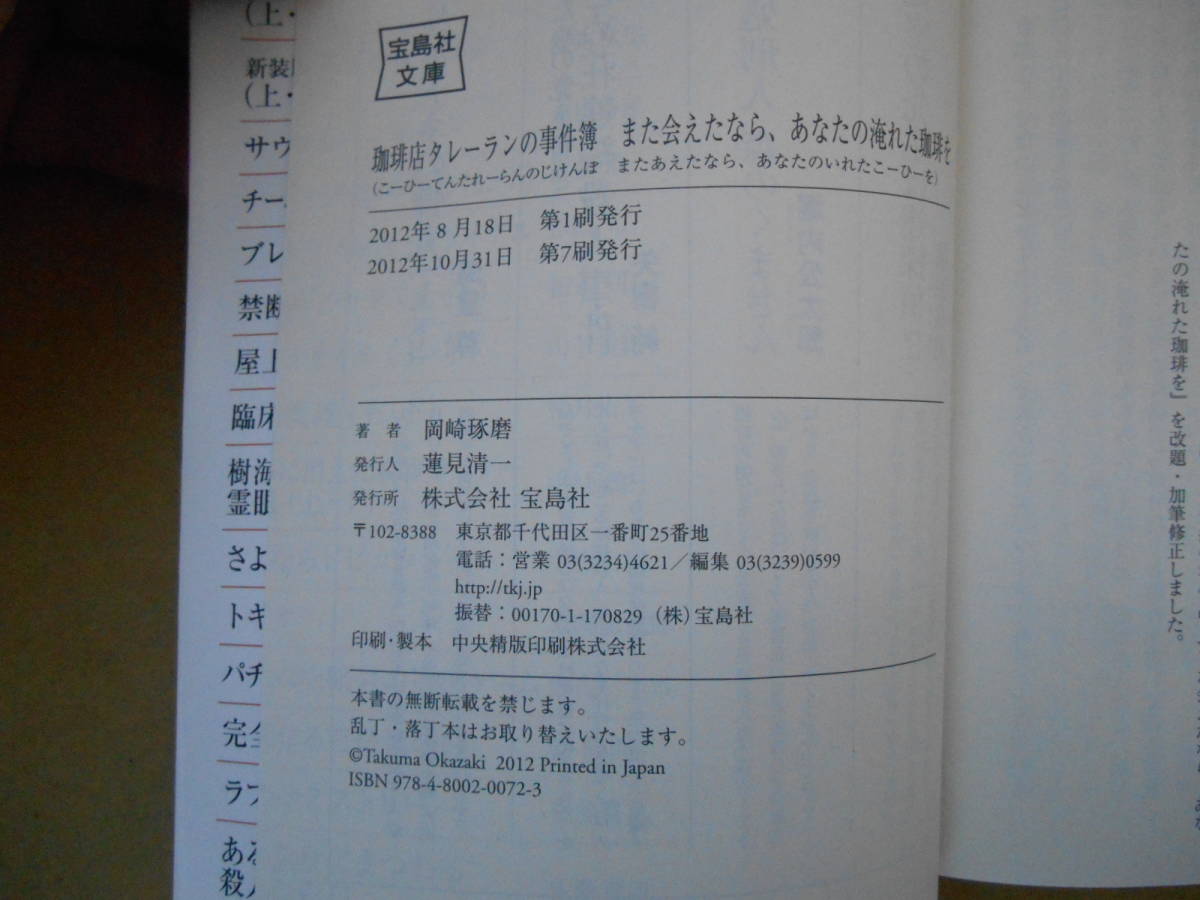 宝島社
文庫
珈琲店タレーランの事件簿　また会えたなら、あなたの淹れた珈琲を
(こーひーてんたれーらんのじけんぼ　またあえたなら、あなたのいれたこーひーを)
2012年 8 月18日　第1刷発行
2012年10月31日　第7刷発行
著　者　岡崎琢磨
発行人　蓮見清一
発行所　株式会社 宝島社
〒102-8388　東京都千代田区一番町25番地
電話：営業 03(3234)4621／編集 03(3239)0599
http://tkj.jp
振替：00170-1-170829 (株)宝島社
印刷・製本　中央精版印刷株式会社
本書の無断転載を禁じます。
乱丁・落丁本はお取り替えいたします。
©Takuma Okazaki 2012 Printed in Japan
ISBN 978-4-8002-0072-3
たの淹れた珈琲を』を改題・加筆修正しました。
(上・
新装
(上・
サウ
チー
ブレ
禁断
屋上
臨床
樹海
霊眼
さよ
トキ
パチ
完全
ラブ
ある
殺人